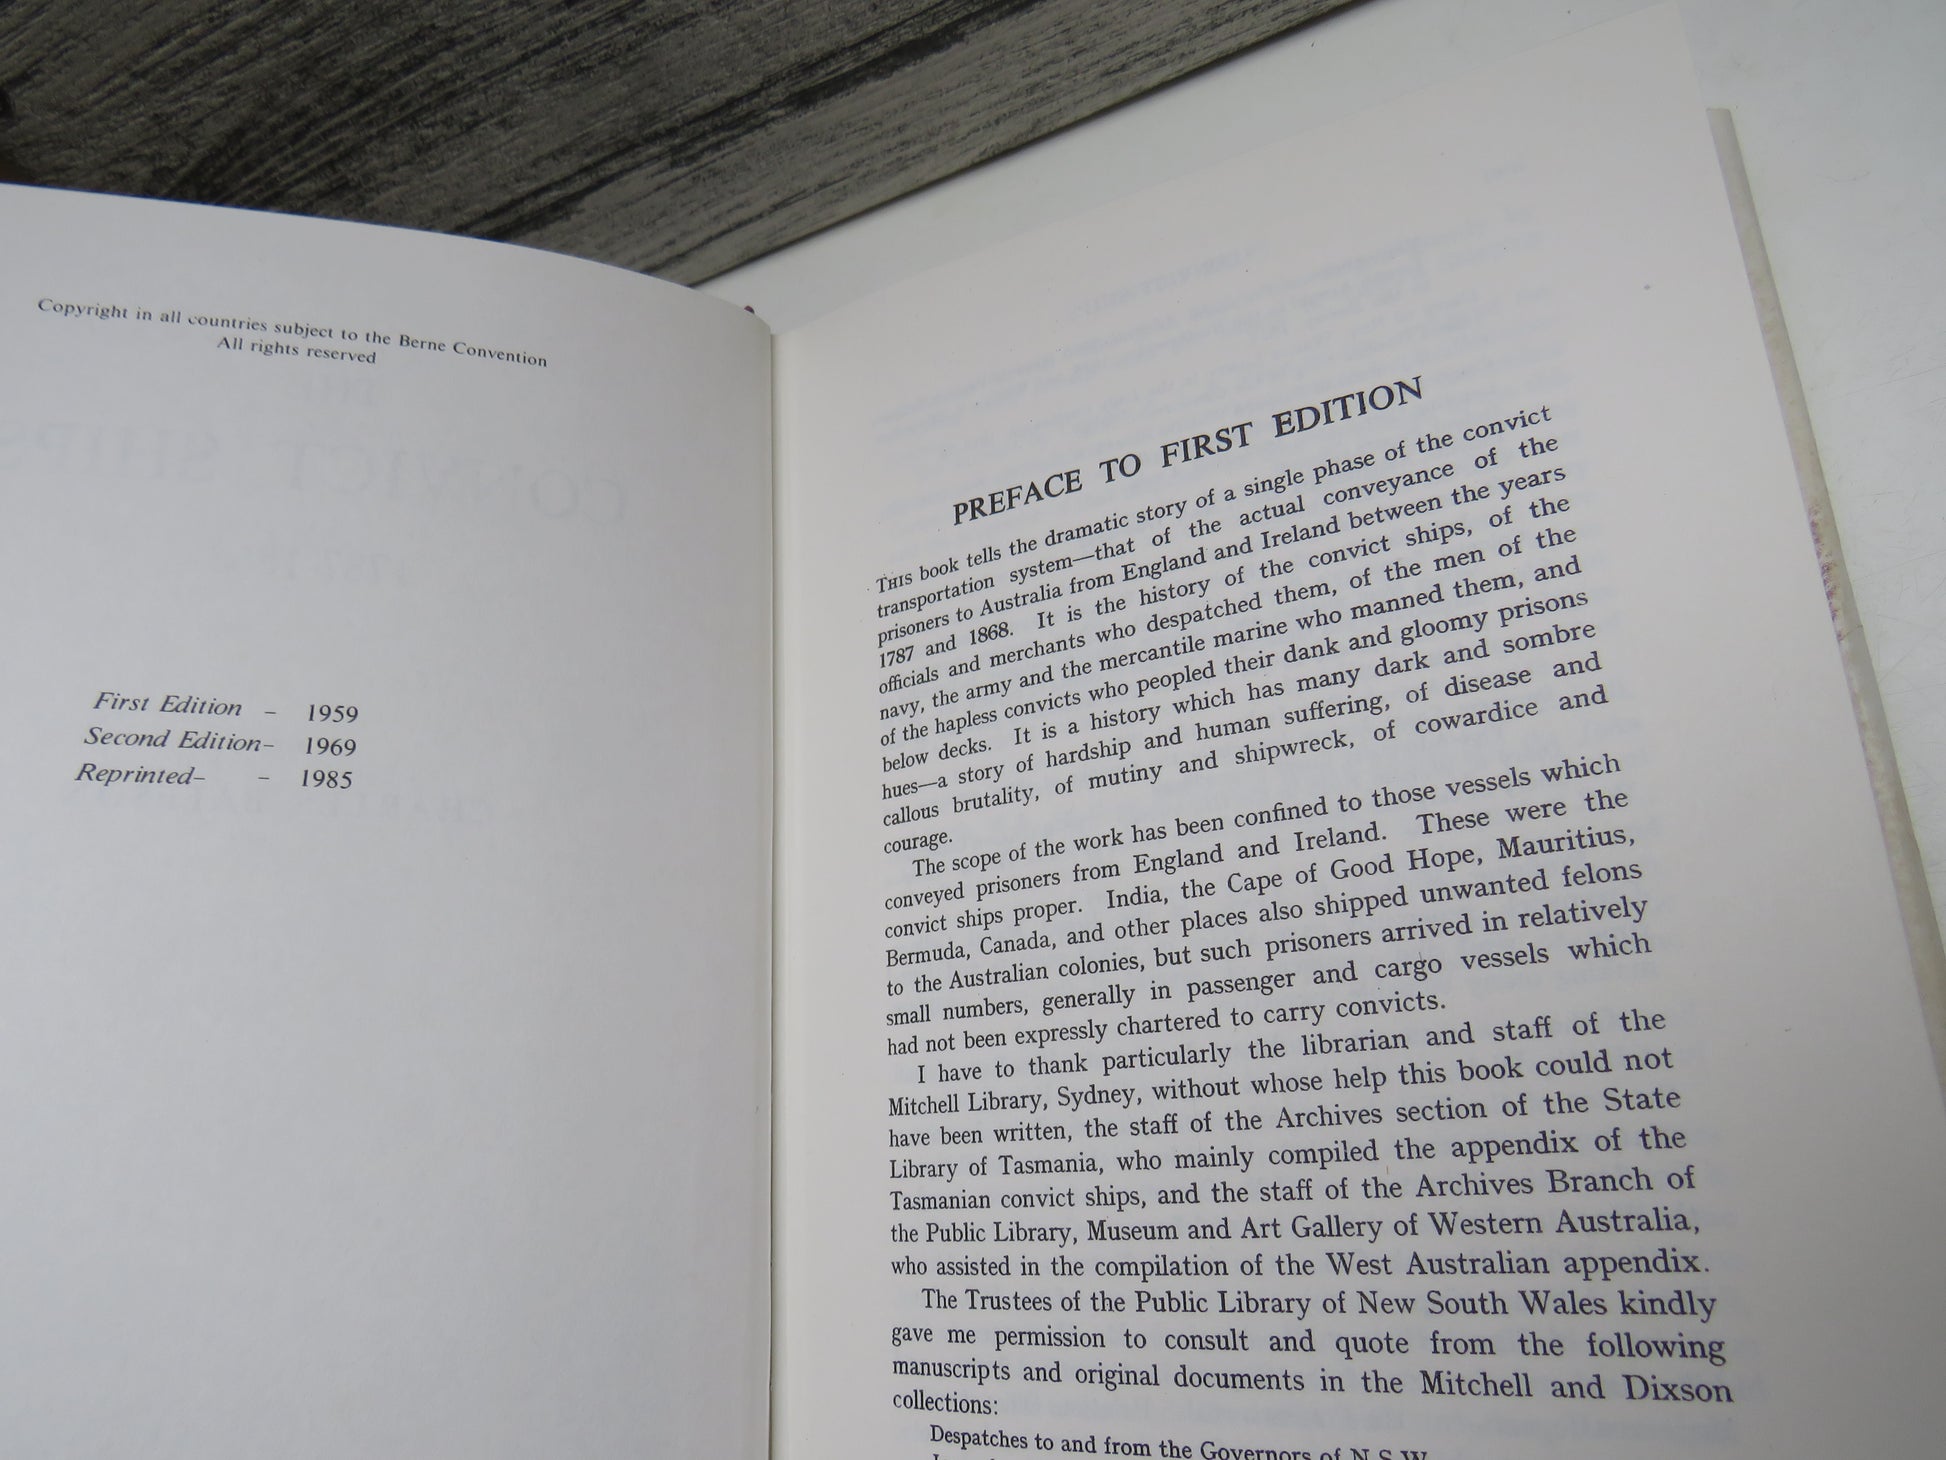 Copyright in all countries subject to the Berne Convention
All rights reserved
First Edition – 1959
Second Edition– 1969
Reprinted– – 1985
PREFACE TO FIRST EDITION
THIS book tells the dramatic story of a single phase of the convict
transportation system—that of the actual conveyance of the
prisoners to Australia from England and Ireland between the years
1787 and 1868. It is the history of the convict ships, of the
officials and merchants who despatched them, of the men of the
navy, the army and the mercantile marine who manned them, and
of the hapless convicts who peopled their dank and gloomy prisons
below decks. It is a history which has many dark and sombre
hues—a story of hardship and human suffering, of disease and
callous brutality, of mutiny and shipwreck, of cowardice and
courage.
The scope of the work has been confined to those vessels which
conveyed prisoners from England and Ireland. These were the
convict ships proper. India, the Cape of Good Hope, Mauritius,
Bermuda, Canada, and other places also shipped unwanted felons
to the Australian colonies, but such prisoners arrived in relatively
small numbers, generally in passenger and cargo vessels which
had not been expressly chartered to carry convicts.
I have to thank particularly the librarian and staff of the
Mitchell Library, Sydney, without whose help this book could not
have been written, the staff of the Archives section of the State
Library of Tasmania, who mainly compiled the appendix of the
Tasmanian convict ships, and the staff of the Archives Branch of
the Public Library, Museum and Art Gallery of Western Australia,
who assisted in the compilation of the West Australian appendix.
The Trustees of the Public Library of New South Wales kindly
gave me permission to consult and quote from the following
manuscripts and original documents in the Mitchell and Dixson
collections:
Despatches to and from the Governors of N.S.W.